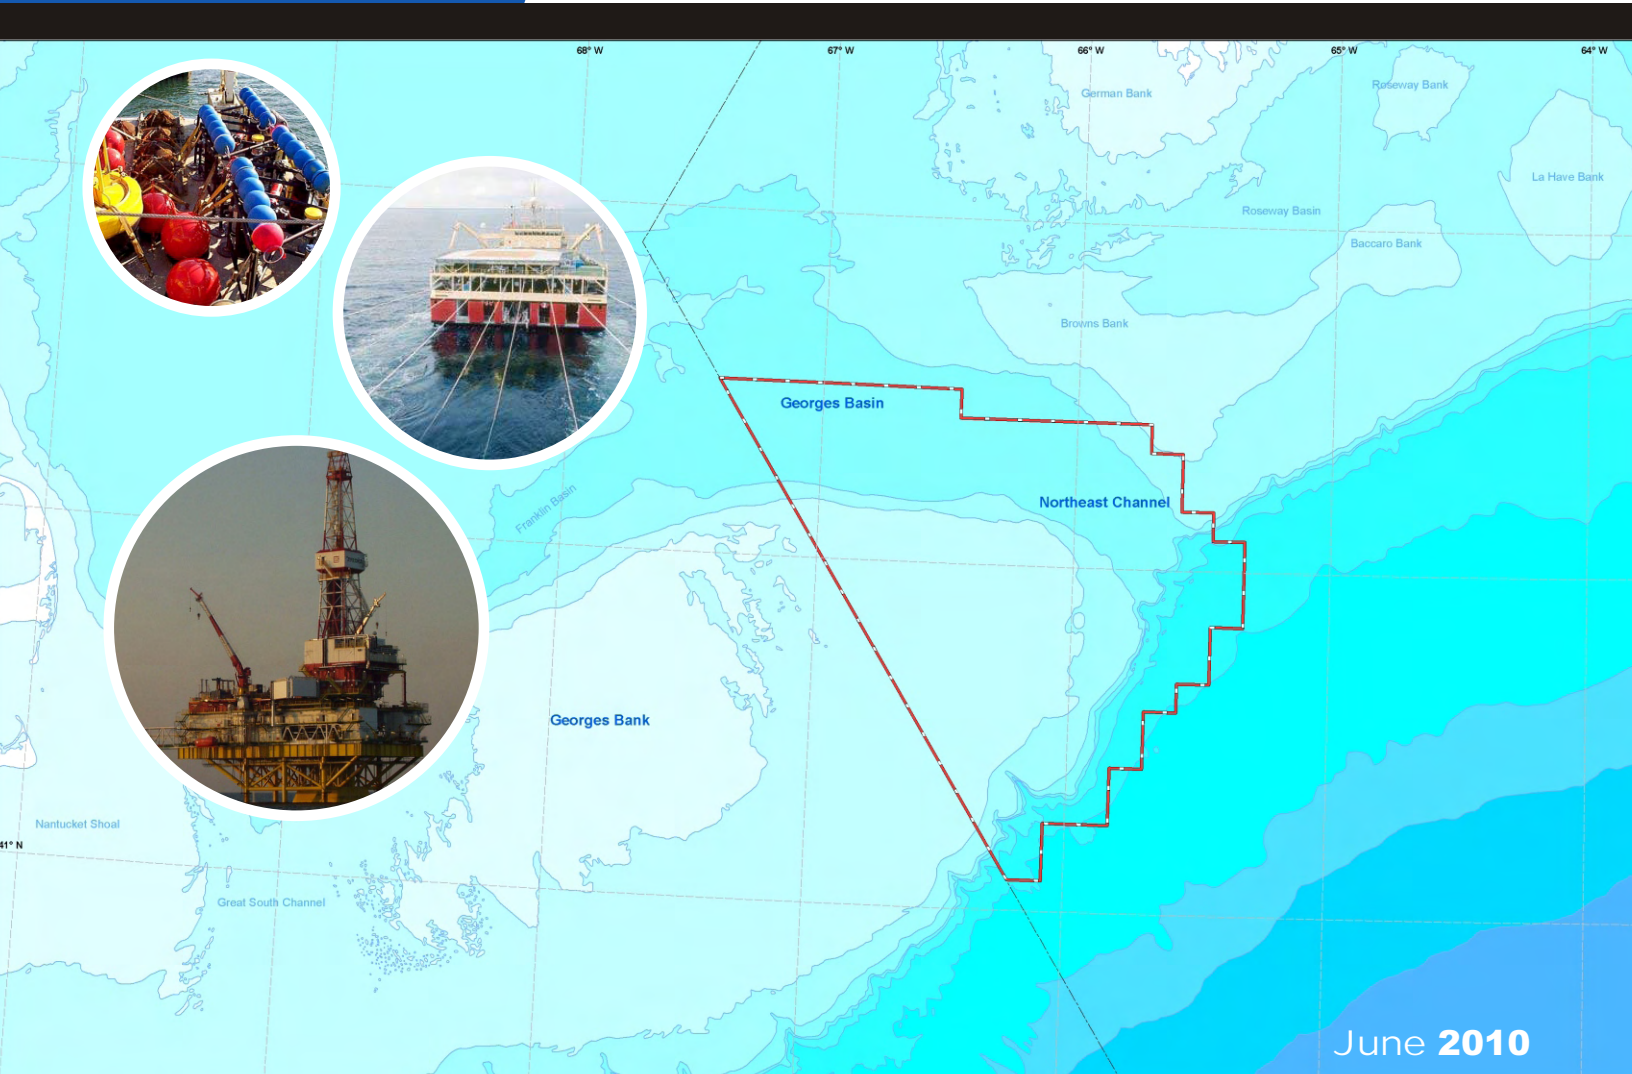 68° W
67° W
66° W
65° W
64° W
German Bank
Roseway Bank
La Have Bank
Roseway Basin
Baccaro Bank
Browns Bank
Georges Basin
Franklin Basin
Northeast Channel
Georges Bank
Nantucket Shoal
41° N
Great South Channel
June 2010